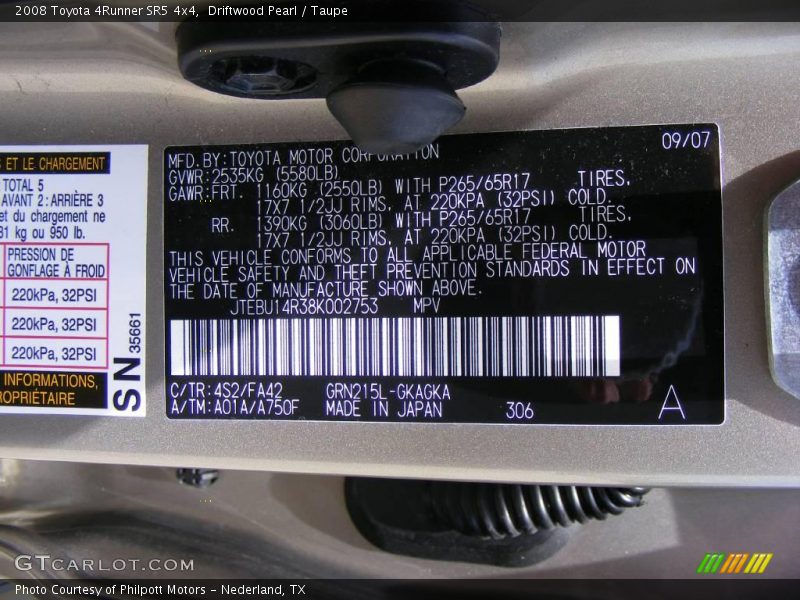 2008 Toyota 4Runner SR5 4x4, Driftwood Pearl / Taupe
ET LE CHARGEMENT
TOTAL 5
AVANT 2: ARRIÈRE 3
et du chargement ne
31 kg ou 950 lb.
PRESSION DE
GONFLAGE À FROID
220kPa, 32PSI
220kPa, 32PSI
220kPa, 32PSI
INFORMATIONS,
ROPRIÉTAIRE
SN 35661
09/07
MFD.BY:TOYOTA MOTOR CORPORATION
GVWR:2535KG (5580LB)
GAWR:FRT. 1160KG (2550LB) WITH P265/65R17 TIRES,
17X7 1/2JJ RIMS, AT 220KPA (32PSI) COLD.
RR. 1390KG (3060LB) WITH P265/65R17 TIRES,
17X7 1/2JJ RIMS, AT 220KPA (32PSI) COLD.
THIS VEHICLE CONFORMS TO ALL APPLICABLE FEDERAL MOTOR
VEHICLE SAFETY AND THEFT PREVENTION STANDARDS IN EFFECT ON
THE DATE OF MANUFACTURE SHOWN ABOVE.
JTEBU14R38K002753 MPV
C/TR:4S2/FA42 GRN215L-GKAGKA
A/TM:A01A/A750F MADE IN JAPAN 306
A
GTCARLOT.COM
Photo Courtesy of Philpott Motors - Nederland, TX